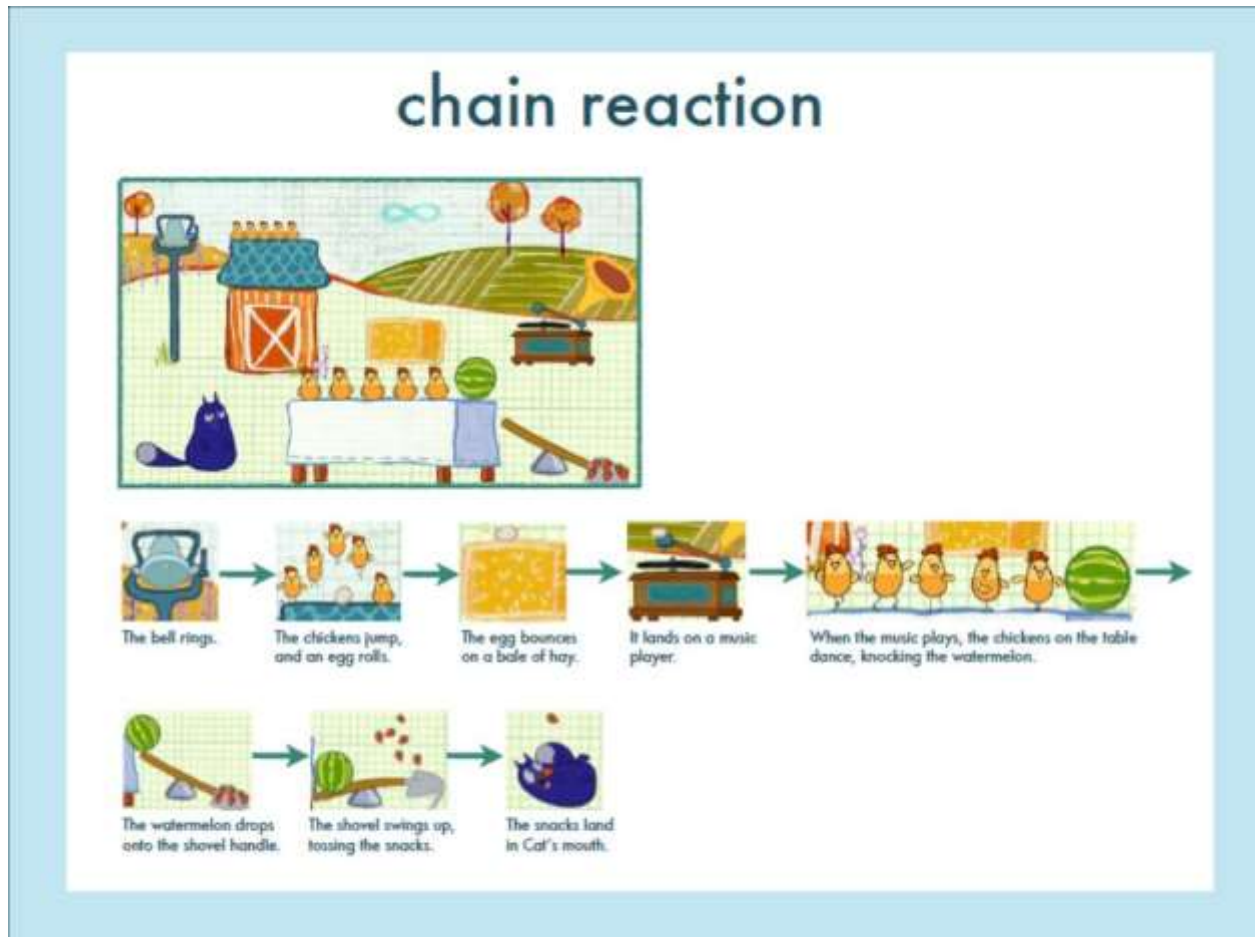 chain reaction
The bell rings.
The chickens jump,
and an egg rolls.
The egg bounces
on a bale of hay.
It lands on a music
player.
When the music plays, the chickens on the table
dance, knocking the watermelon.
The watermelon drops
onto the shovel handle.
The shovel swings up,
tossing the snacks.
The snacks land
in Cat's mouth.